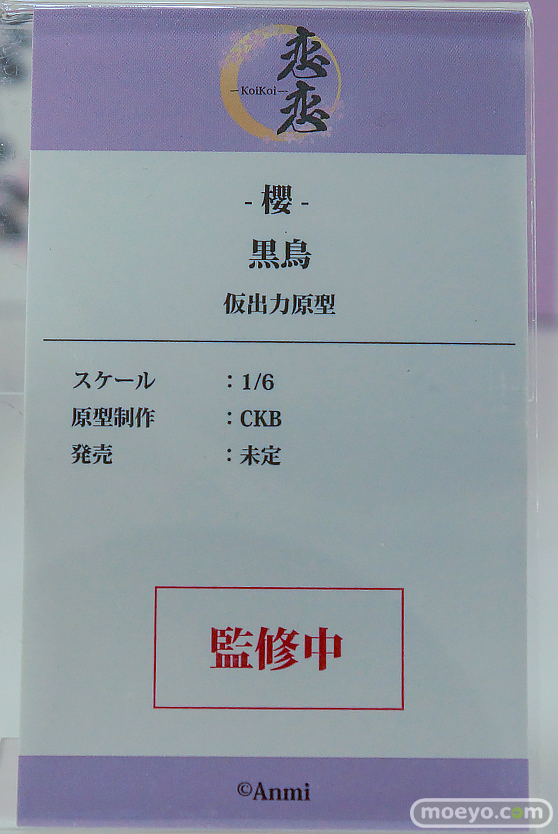 恋恋
—KoiKoi—
- 櫻 -
黒鳥
仮出力原型
スケール ：1/6
原型制作 ：CKB
発売 ：未定
監修中
©Anmi
moeyo.com